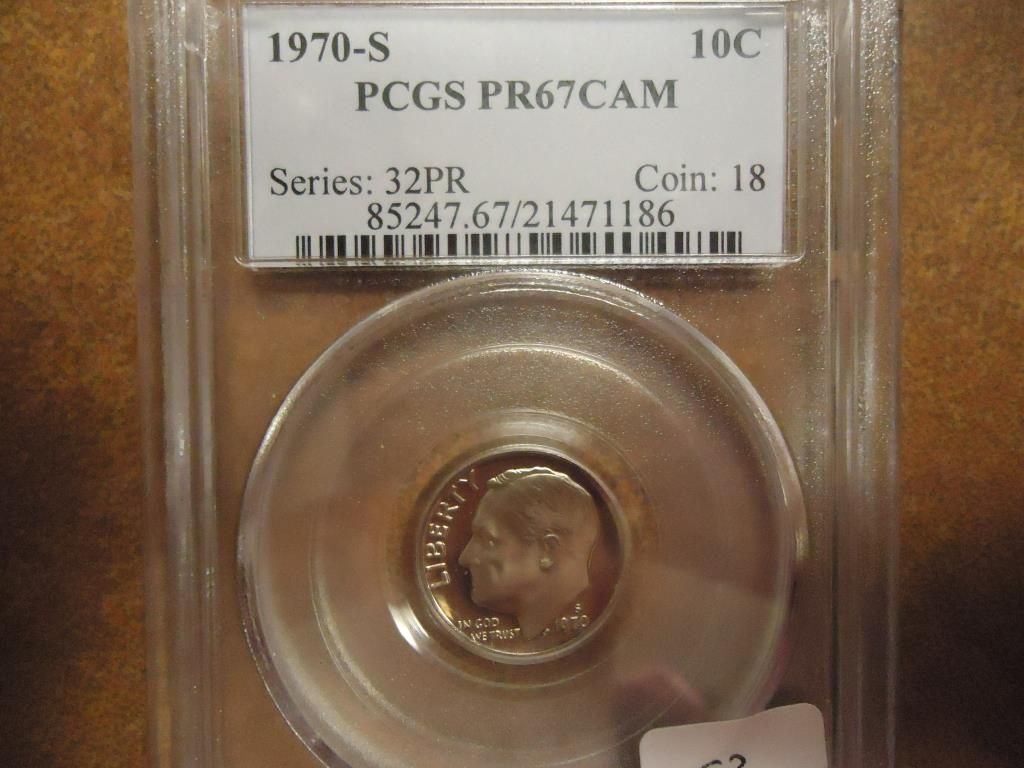 1970-S 10C
PCGS PR67CAM
Series: 32PR Coin: 18
85247.67/21471186
LIBERTY
IN GOD
WE TRUST
S
1970